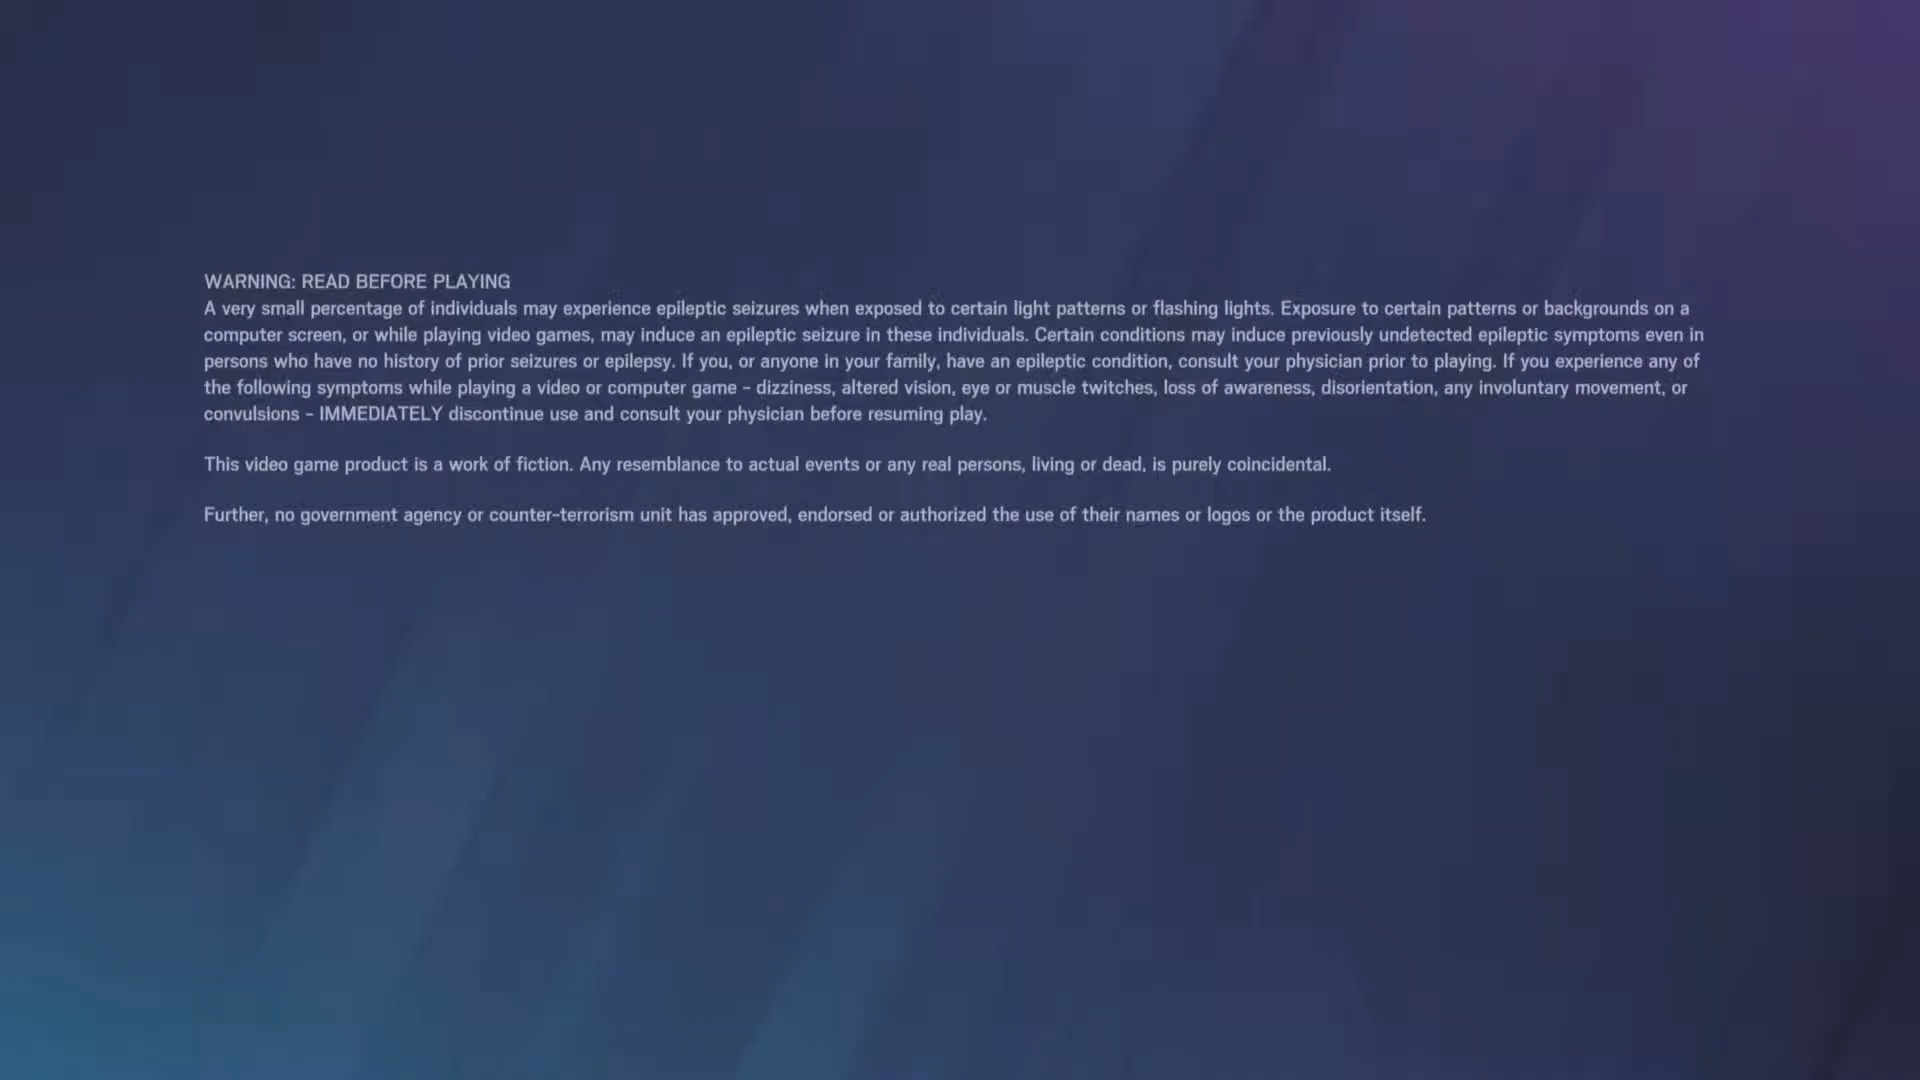 WARNING: READ BEFORE PLAYING
A very small percentage of individuals may experience epileptic seizures when exposed to certain light patterns or flashing lights. Exposure to certain patterns or backgrounds on a
computer screen, or while playing video games, may induce an epileptic seizure in these individuals. Certain conditions may induce previously undetected epileptic symptoms even in
persons who have no history of prior seizures or epilepsy. If you, or anyone in your family, have an epileptic condition, consult your physician prior to playing. If you experience any of
the following symptoms while playing a video or computer game - dizziness, altered vision, eye or muscle twitches, loss of awareness, disorientation, any involuntary movement, or
convulsions - IMMEDIATELY discontinue use and consult your physician before resuming play.
This video game product is a work of fiction. Any resemblance to actual events or any real persons, living or dead, is purely coincidental.
Further, no government agency or counter-terrorism unit has approved, endorsed or authorized the use of their names or logos or the product itself.